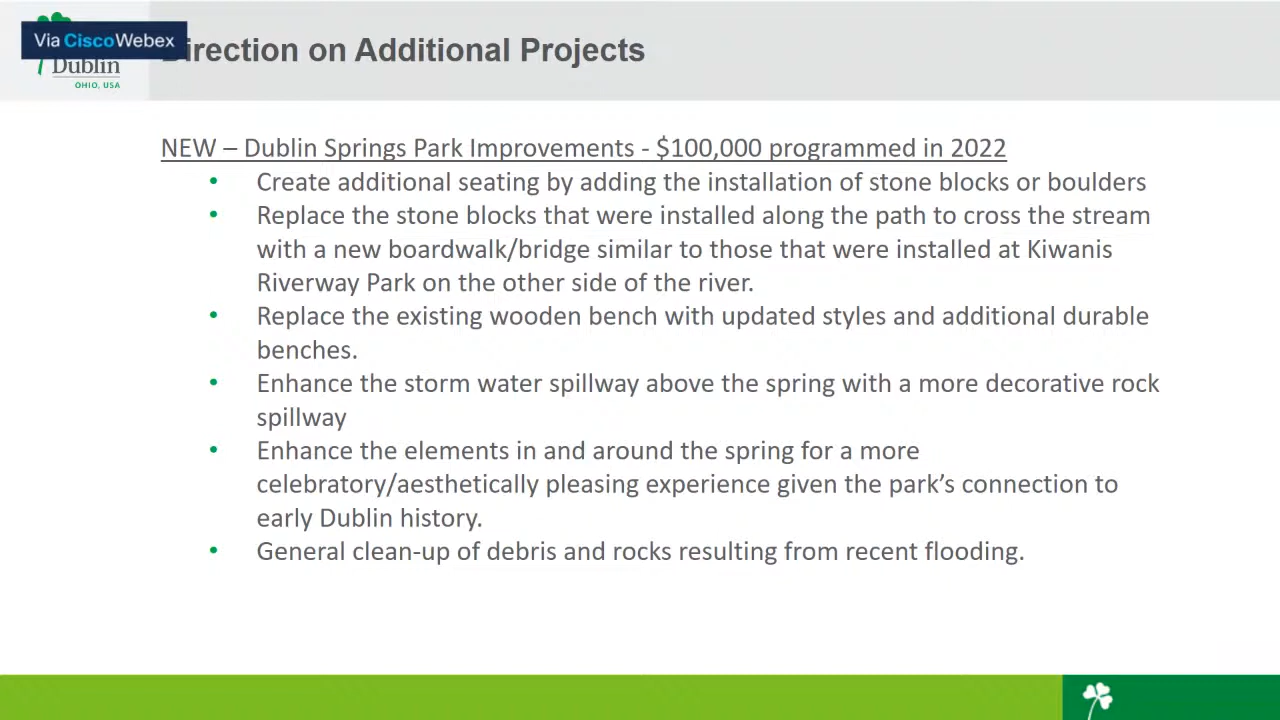 Via Cisco Webex
Dublin
OHIO, USA
irection on Additional Projects
NEW – Dublin Springs Park Improvements - $100,000 programmed in 2022
• Create additional seating by adding the installation of stone blocks or boulders
• Replace the stone blocks that were installed along the path to cross the stream
with a new boardwalk/bridge similar to those that were installed at Kiwanis
Riverway Park on the other side of the river.
• Replace the existing wooden bench with updated styles and additional durable
benches.
• Enhance the storm water spillway above the spring with a more decorative rock
spillway
• Enhance the elements in and around the spring for a more
celebratory/aesthetically pleasing experience given the park’s connection to
early Dublin history.
• General clean-up of debris and rocks resulting from recent flooding.